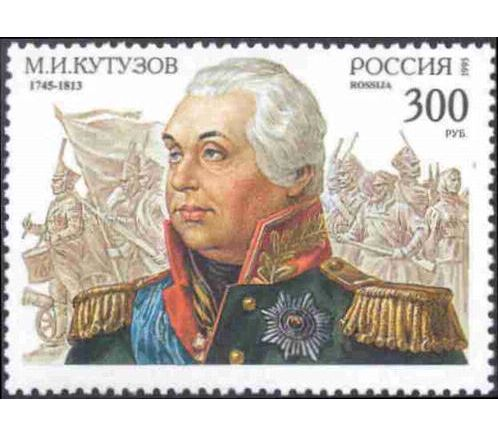 М.И.КУТУЗОВ
1745-1813
РОССИЯ
ROSSIJA
1995
300
РУБ.